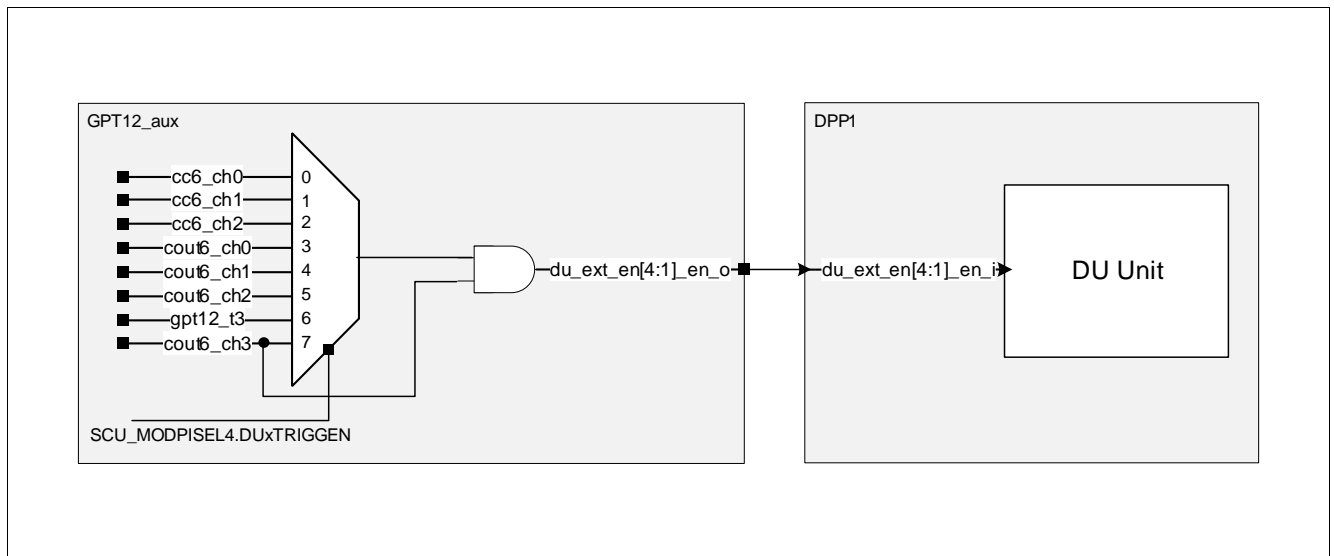 GPT12_aux
DPP1
cc6_ch0
0
cc6_ch1
1
cc6_ch2
2
cout6_ch0
3
cout6_ch1
4
cout6_ch2
5
gpt12_t3
6
cout6_ch3
7
du_ext_en[4:1]_en_o
du_ext_en[4:1]_en_i
DU Unit
SCU_MODPISEL4.DUxTRIGGEN